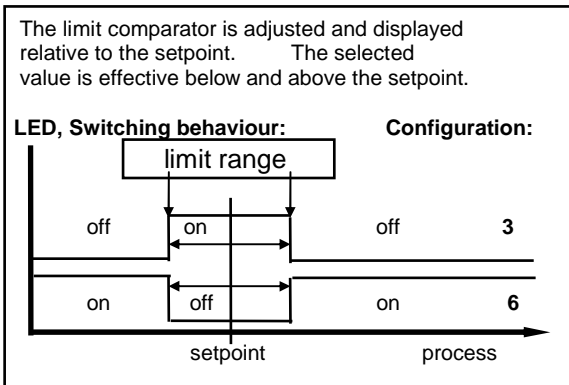 The limit comparator is adjusted and displayed
relative to the setpoint. The selected
value is effective below and above the setpoint.
LED, Switching behaviour: Configuration:
limit range
off on off 3
on off on 6
setpoint process